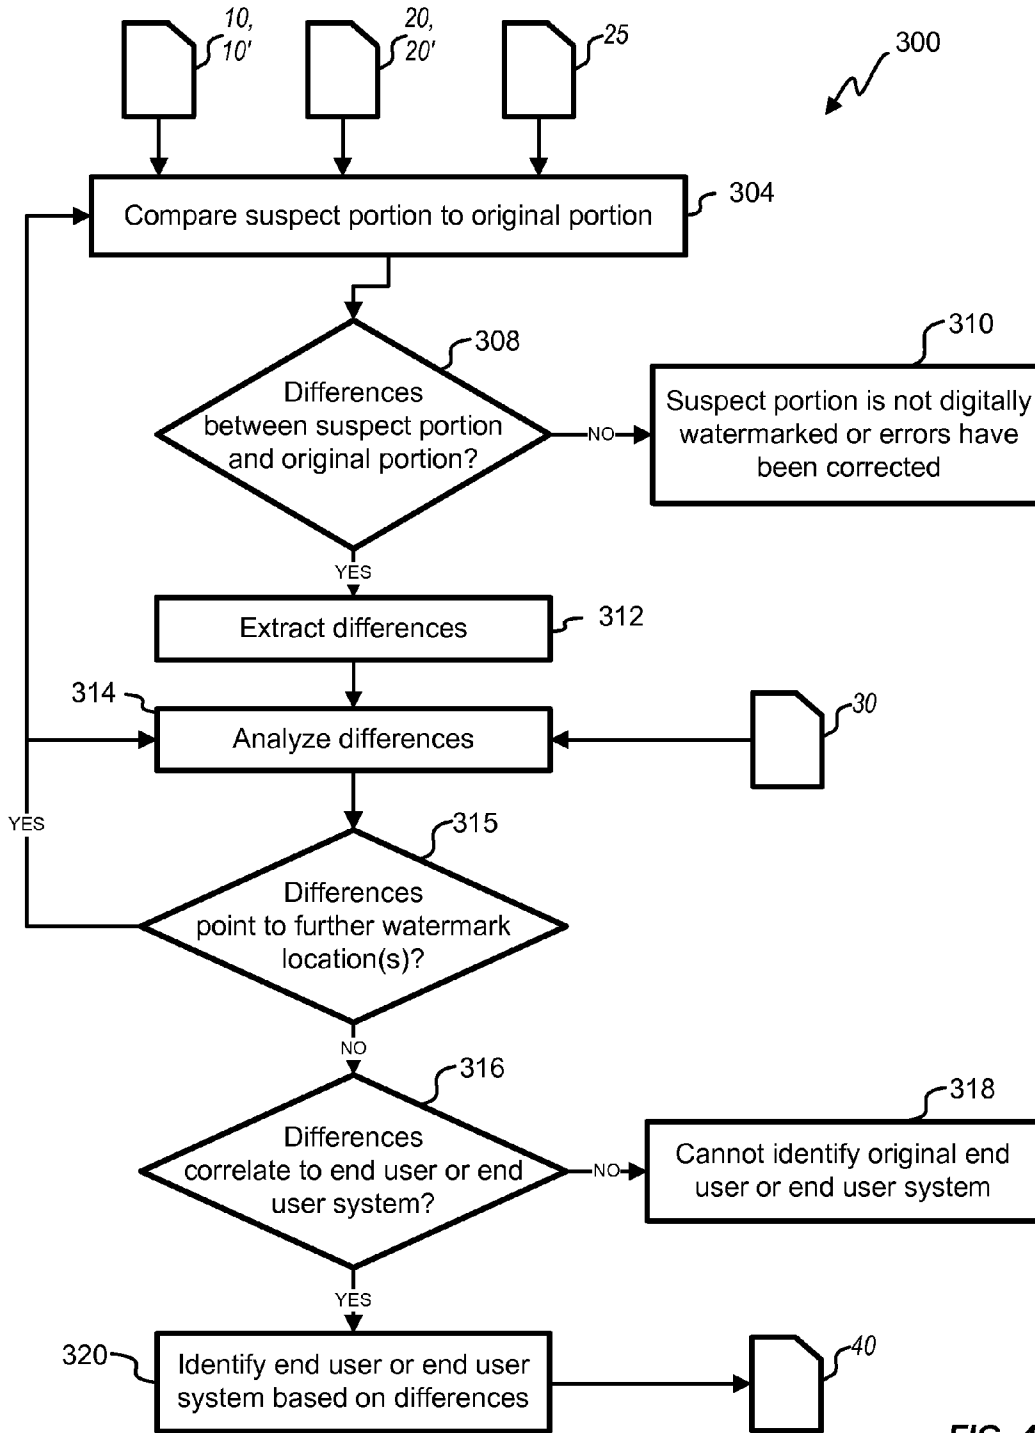 10,
10'
20,
20'
25
300
Compare suspect portion to original portion
304
308
Differences
between suspect portion
and original portion?
NO
310
Suspect portion is not digitally
watermarked or errors have
been corrected
YES
Extract differences
312
314
Analyze differences
30
YES
315
Differences
point to further watermark
location(s)?
NO
316
Differences
correlate to end user or end
user system?
NO
318
Cannot identify original end
user or end user system
YES
320
Identify end user or end user
system based on differences
40
FIG. 4